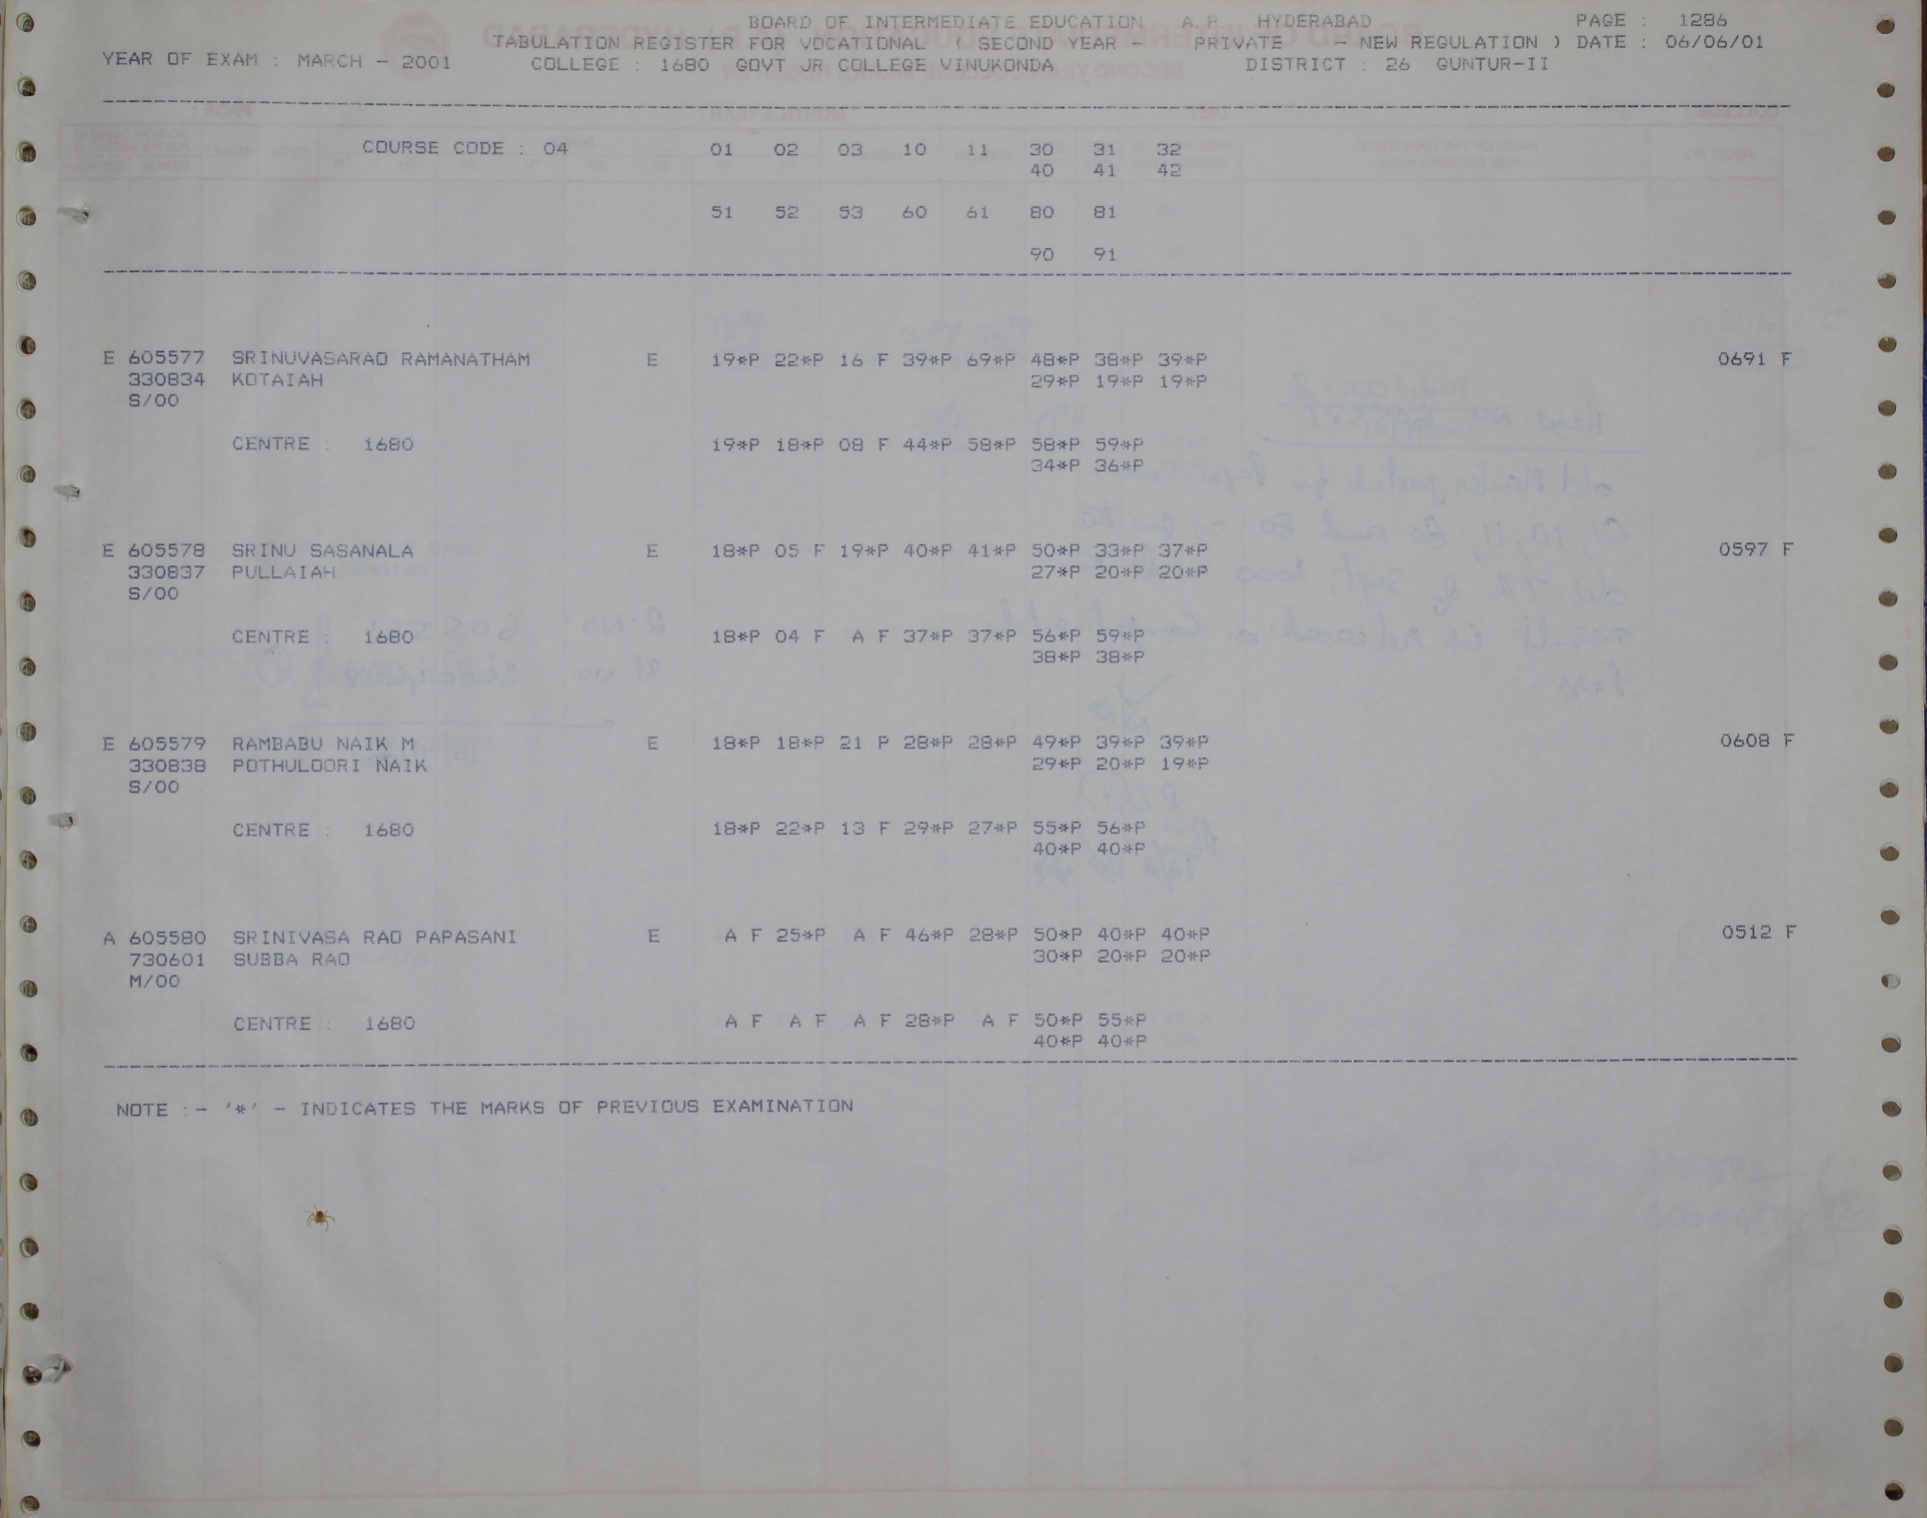 BOARD OF INTERMEDIATE EDUCATION A.P. HYDERABAD PAGE : 1286
TABULATION REGISTER FOR VOCATIONAL ( SECOND YEAR - PRIVATE - NEW REGULATION ) DATE : 06/06/01
YEAR OF EXAM : MARCH - 2001 COLLEGE : 1680 GOVT JR COLLEGE VINUKONDA DISTRICT : 26 GUNTUR-II
COURSE CODE : 04 01 02 03 10 11 30 31 32
40 41 42
51 52 53 60 61 80 81
90 91
E 605577 SRINUVASARAO RAMANATHAM E 19*P 22*P 16 F 39*P 69*P 48*P 38*P 39*P 0691 F
330834 KOTAIAH 29*P 19*P 19*P
S/00
CENTRE : 1680 19*P 18*P 08 F 44*P 58*P 58*P 59*P
34*P 36*P
E 605578 SRINU SASANALA E 18*P 05 F 19*P 40*P 41*P 50*P 33*P 37*P 0597 F
330837 PULLAIAH 27*P 20*P 20*P
S/00
CENTRE : 1680 18*P 04 F A F 37*P 37*P 56*P 59*P
38*P 38*P
E 605579 RAMBABU NAIK M E 18*P 18*P 21 P 28*P 28*P 49*P 39*P 39*P 0608 F
330838 POTHULOORI NAIK 29*P 20*P 19*P
S/00
CENTRE : 1680 18*P 22*P 13 F 29*P 27*P 55*P 56*P
40*P 40*P
A 605580 SRINIVASA RAO PAPASANI E A F 25*P A F 46*P 28*P 50*P 40*P 40*P 0512 F
730601 SUBBA RAO 30*P 20*P 20*P
M/00
CENTRE : 1680 A F A F A F 28*P A F 50*P 55*P
40*P 40*P
NOTE :- '*' - INDICATES THE MARKS OF PREVIOUS EXAMINATION